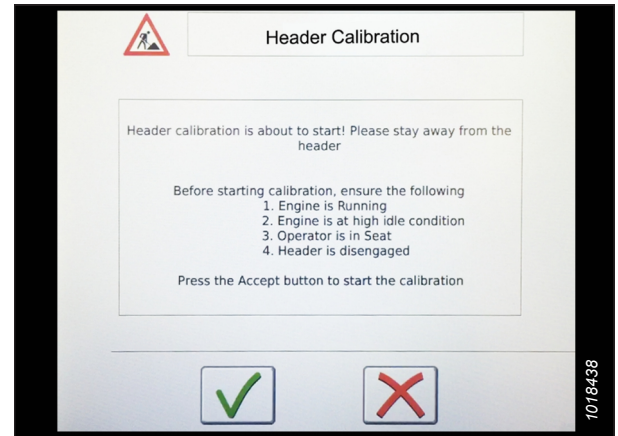 Header Calibration
Header calibration is about to start! Please stay away from the
header
Before starting calibration, ensure the following
1. Engine is Running
2. Engine is at high idle condition
3. Operator is in Seat
4. Header is disengaged
Press the Accept button to start the calibration
1018438